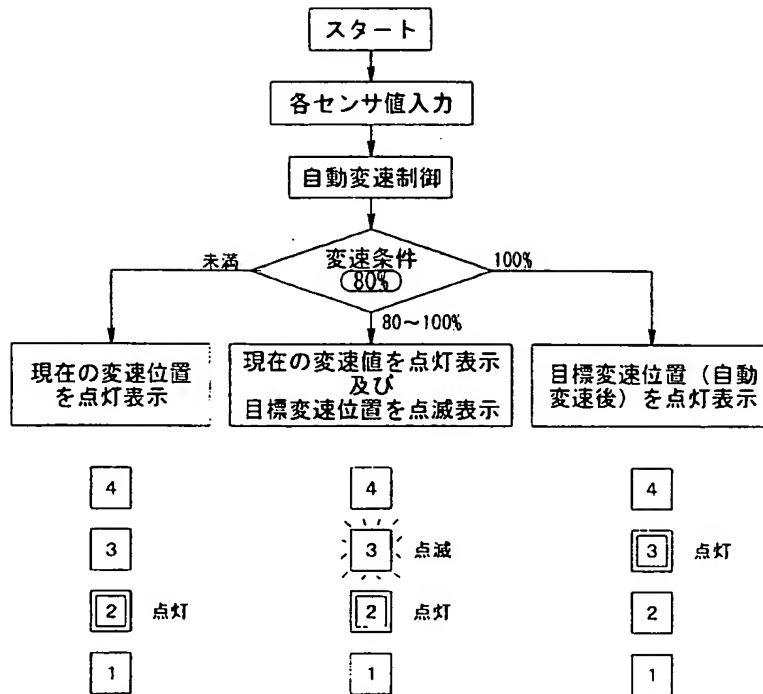 スタート
各センサ値入力
自動変速制御
変速条件
80%
未満
100%
80〜100%
現在の変速位置
を点灯表示
現在の変速値を点灯表示
及び
目標変速位置を点滅表示
目標変速位置（自動
変速後）を点灯表示
4
3
2 点灯
1
4
3 点滅
2 点灯
1
4
3 点灯
2
1